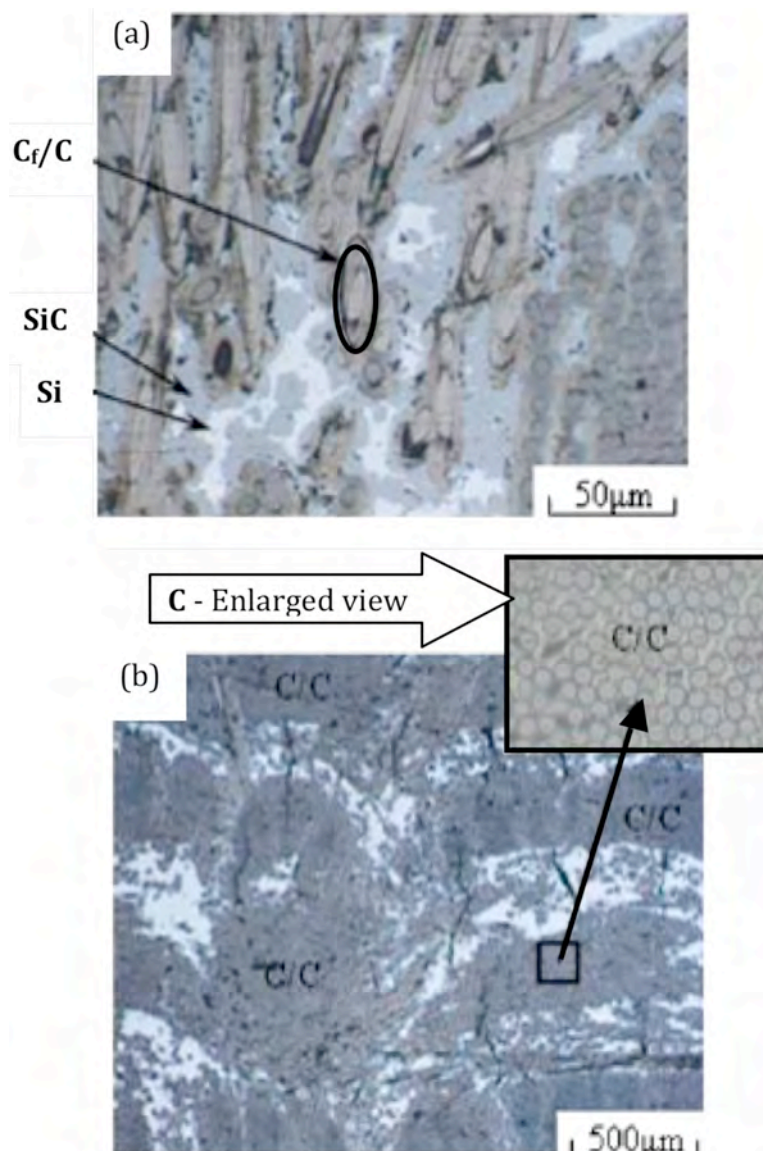 (a)
Cf/C
SiC
Si
50μm
C - Enlarged view
C/C
(b)
C/C
C/C
C/C
500μm